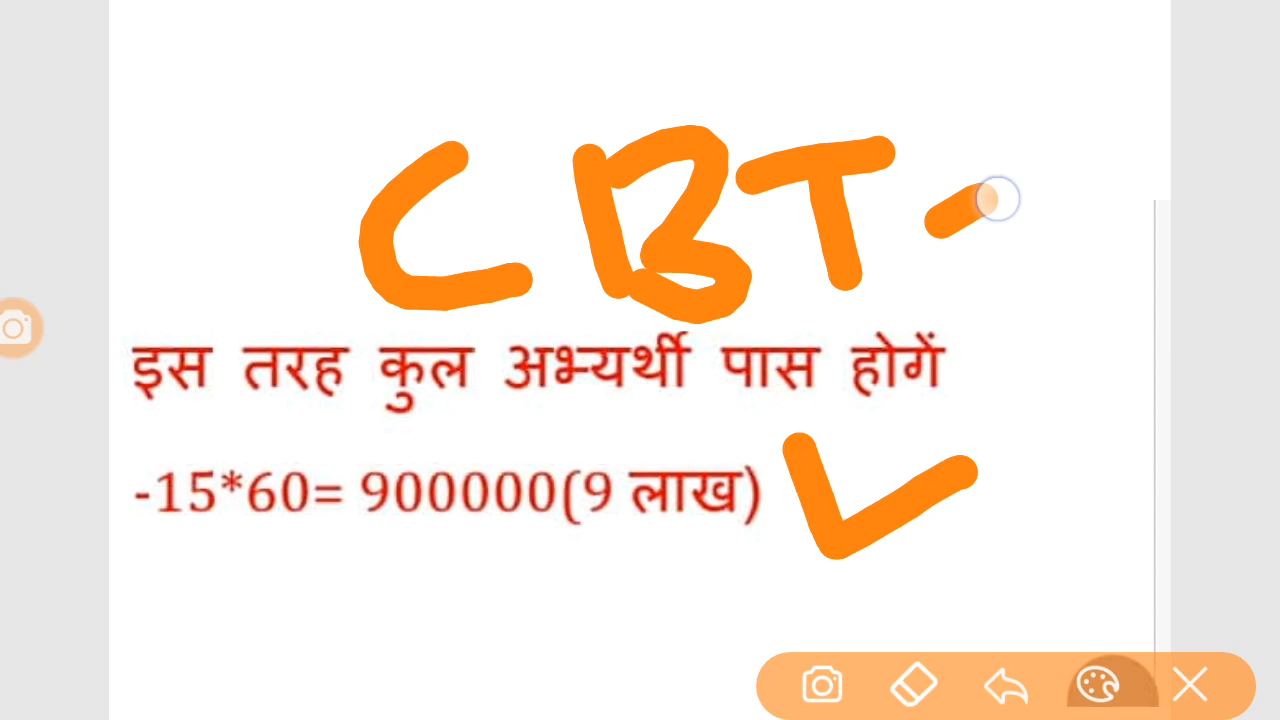 CBT-
इस तरह कुल अभ्यर्थी पास होगें
-15*60= 900000(9 लाख)